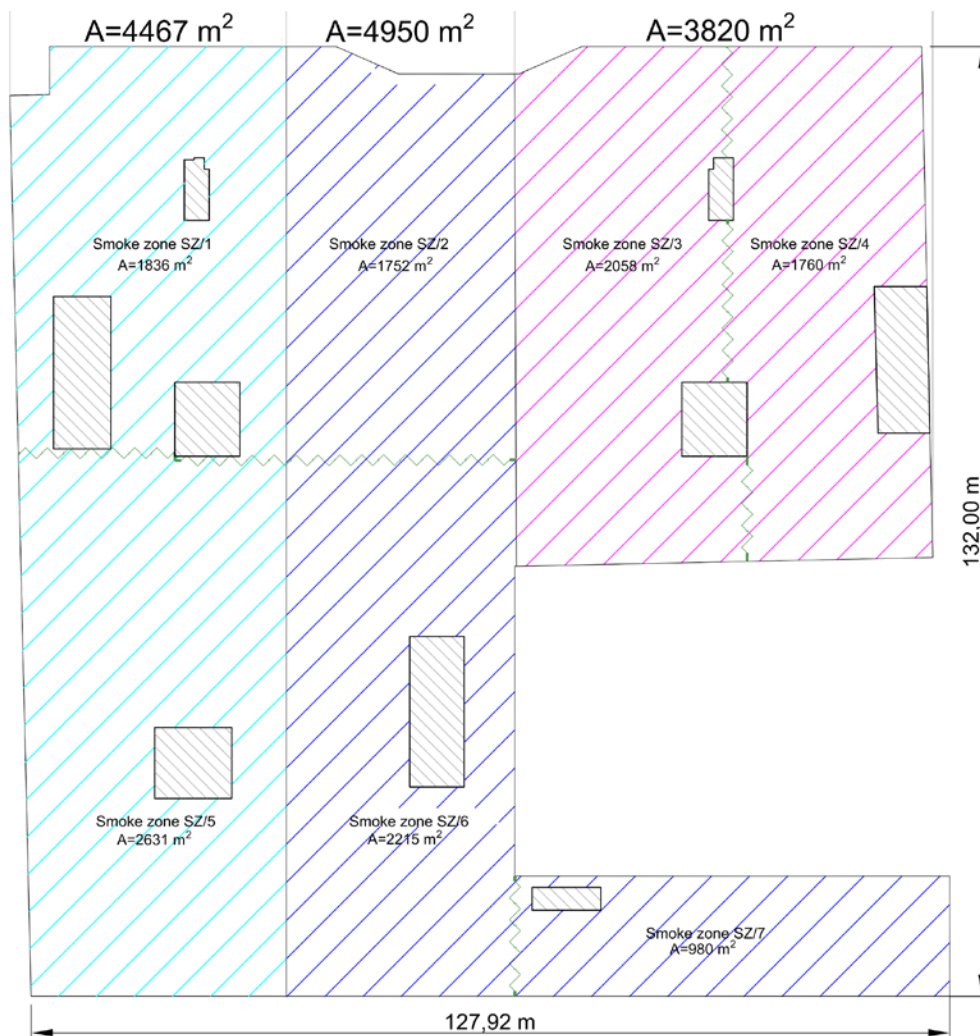 A=4467 m²
A=4950 m²
A=3820 m²
Smoke zone SZ/1
A=1836 m²
Smoke zone SZ/2
A=1752 m²
Smoke zone SZ/3
A=2058 m²
Smoke zone SZ/4
A=1760 m²
132,00 m
Smoke zone SZ/5
A=2631 m²
Smoke zone SZ/6
A=2215 m²
Smoke zone SZ/7
A=980 m²
127,92 m